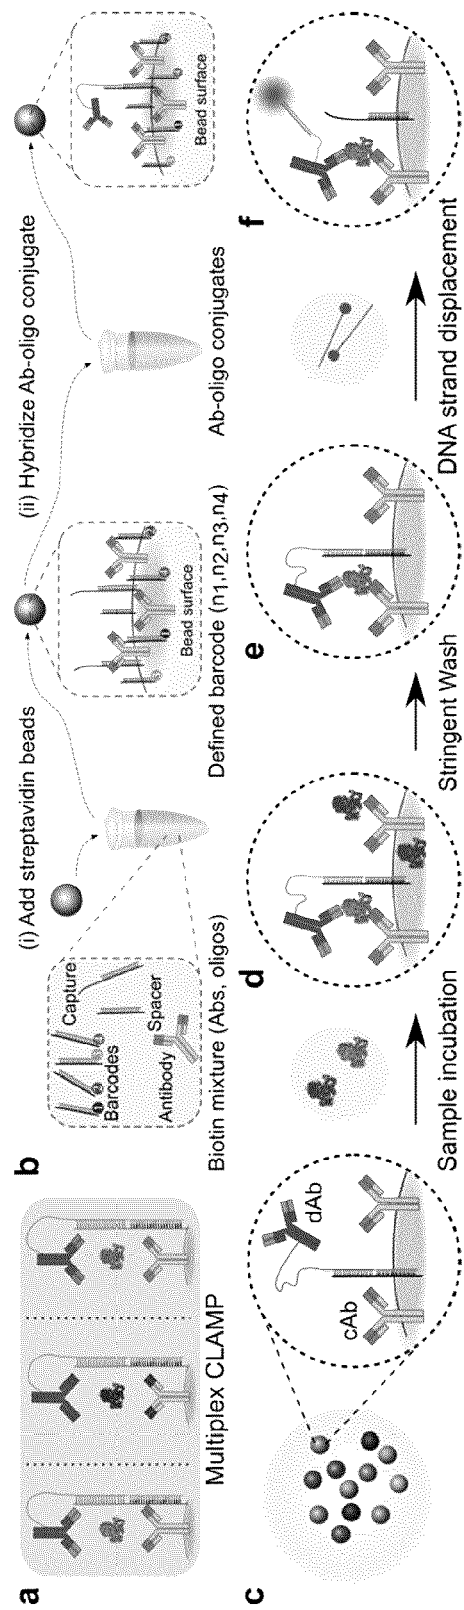 a
Multiplex CLAMP
b
(i) Add streptavidin beads
(ii) Hybridize Ab-oligo conjugate
Capture
Barcodes
Spacer
Antibody
Biotin mixture (Abs, oligos)
Bead surface
Defined barcode (n1,n2,n3,n4)
Ab-oligo conjugates
Bead surface
c
cAb
dAb
Sample incubation
d
Stringent Wash
e
DNA strand displacement
f